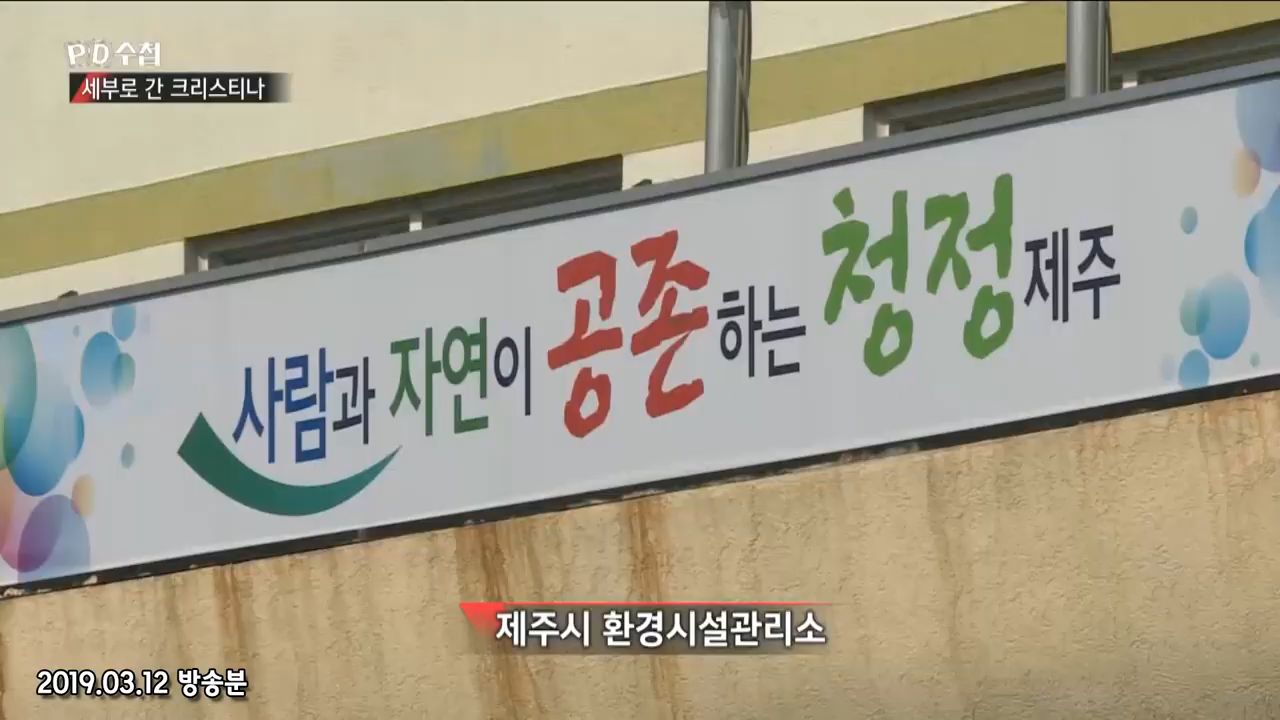 PD수첩
세부로 간 크리스티나
사람과 자연이 공존하는 청정제주
제주시 환경시설관리소
2019.03.12 방송분